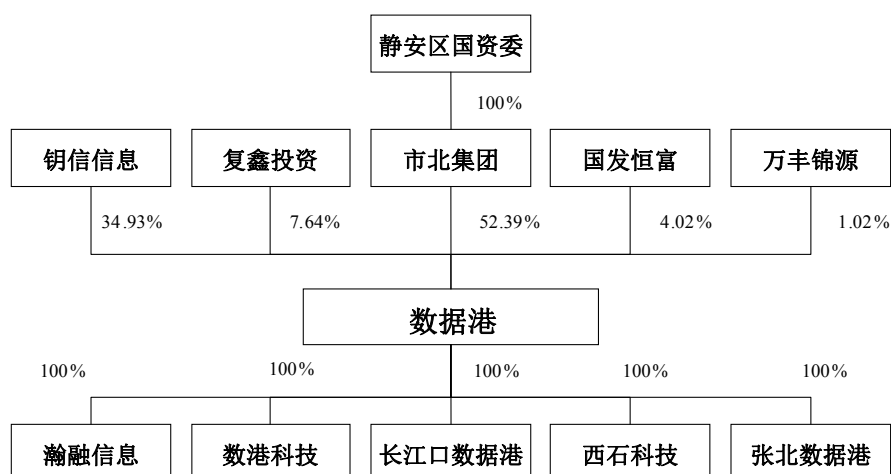 静安区国资委
100%
钥信信息
复鑫投资
市北集团
国发恒富
万丰锦源
34.93%
7.64%
52.39%
4.02%
1.02%
数据港
100%
100%
100%
100%
100%
瀚融信息
数港科技
长江口数据港
西石科技
张北数据港